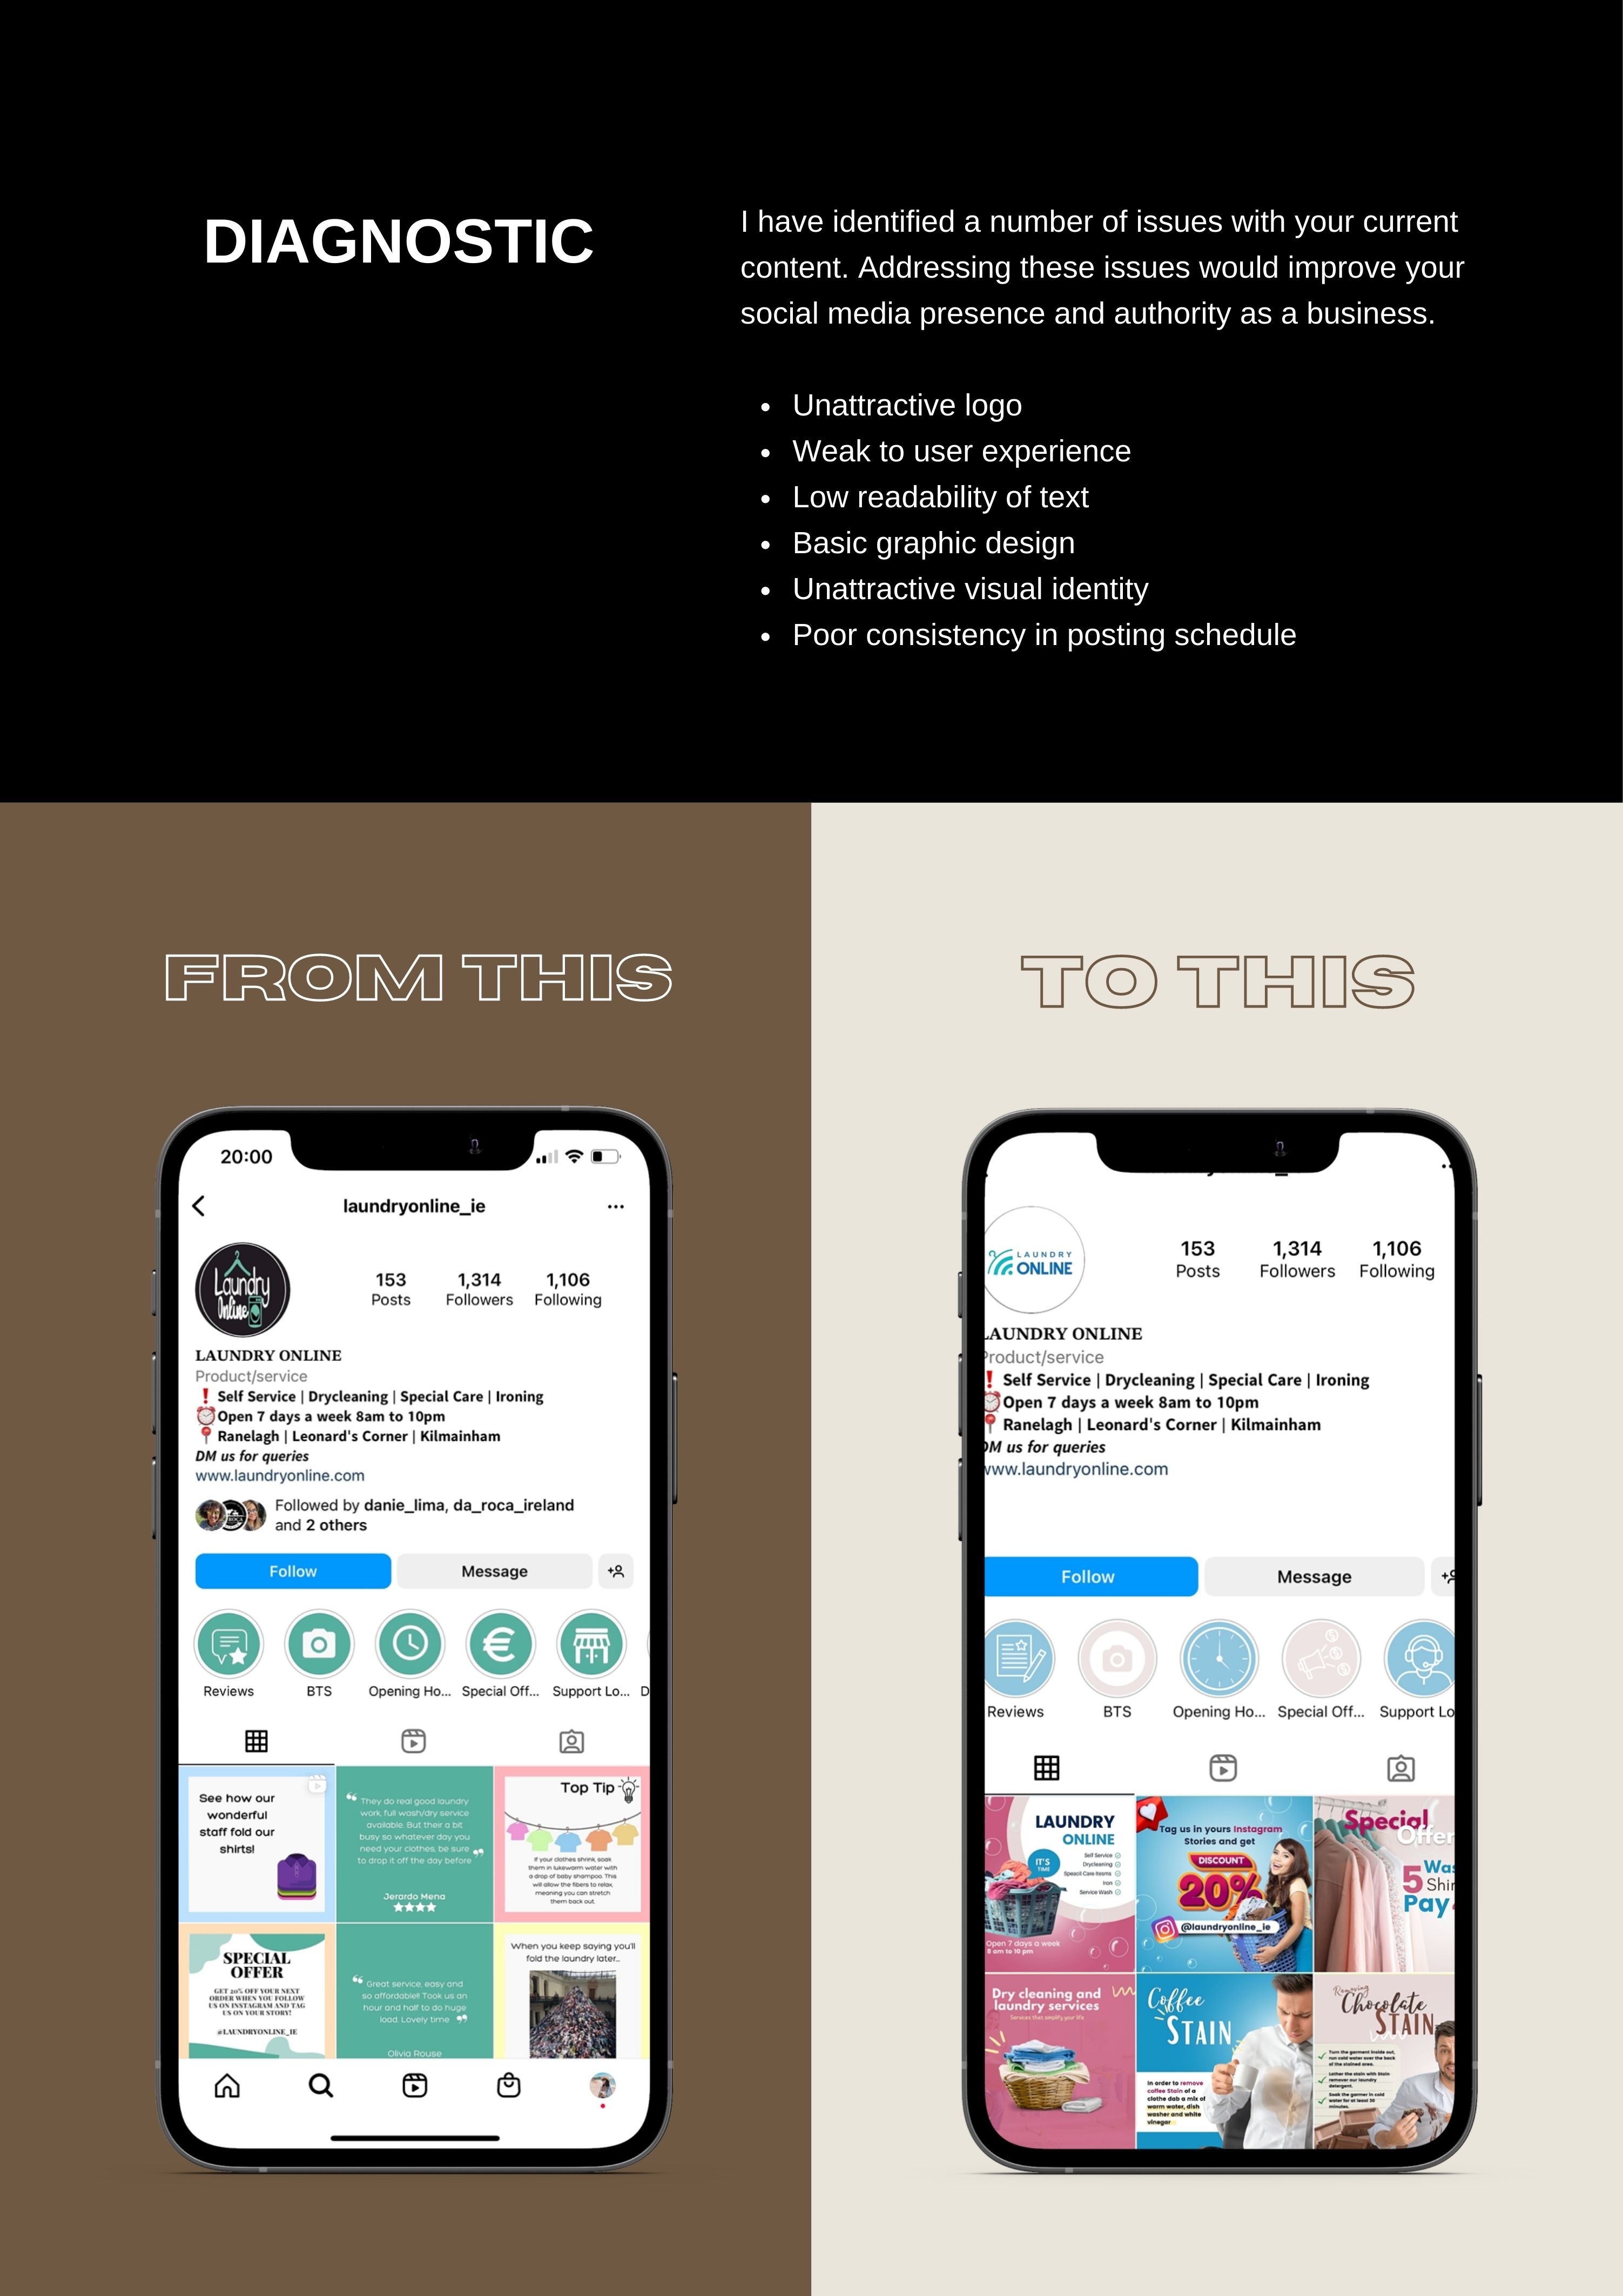 DIAGNOSTIC
I have identified a number of issues with your current
content. Addressing these issues would improve your
social media presence and authority as a business.
• Unattractive logo
• Weak to user experience
• Low readability of text
• Basic graphic design
• Unattractive visual identity
• Poor consistency in posting schedule
FROM THIS
20:00
laundryonline_ie
Laundry
Online
153
Posts
1,314
Followers
1,106
Following
LAUNDRY ONLINE
Product/service
❗ Self Service | Drycleaning | Special Care | Ironing
⏰Open 7 days a week 8am to 10pm
📍 Ranelagh | Leonard's Corner | Kilmainham
DM us for queries
www.laundryonline.com
Followed by danie_lima, da_roca_ireland
and 2 others
Follow
Message
Reviews
BTS
Opening Ho...
Special Off...
Support Lo...
D
See how our
wonderful
staff fold our
shirts!
“ They do real good laundry
work, full wash/dry service
available. But their a bit
busy so whatever day you
need your clothes, be sure
to drop it off the day before ”
Jerardo Mena
Top Tip
If your clothes shrink, soak
them in lukewarm water with
a drop of baby shampoo. This
will allow the fibers to relax,
meaning you can stretch
them back out.
SPECIAL
OFFER
GET 20% OFF YOUR NEXT
ORDER WHEN YOU FOLLOW
US ON INSTAGRAM AND TAG
US ON YOUR STORY!
@LAUNDRYONLINE_IE
“ Great service, easy and
so affordable!! Took us an
hour and half to do huge
load. Lovely time ”
Olivia Rouse
When you keep saying you'll
fold the laundry later...
TO THIS
LAUNDRY
ONLINE
153
Posts
1,314
Followers
1,106
Following
LAUNDRY ONLINE
Product/service
❗ Self Service | Drycleaning | Special Care | Ironing
⏰Open 7 days a week 8am to 10pm
📍 Ranelagh | Leonard's Corner | Kilmainham
DM us for queries
www.laundryonline.com
Follow
Message
Reviews
BTS
Opening Ho...
Special Off...
Support Lo
LAUNDRY
ONLINE
IT'S
TIME
Self Service
Drycleaning
Iron
Service Wash
Open 7 days a week
8 am to 10 pm
Tag us in yours Instagram
Stories and get
DISCOUNT
20%
@laundryonline_ie
Special
Offer
5 Was
Shir
Pay
Dry cleaning and
laundry services
Services that simplify your life
Coffee
STAIN
In order to remove
coffee Stain of a
clothe dab a mix of
warm water, dish
washer and white
vinegar
Removing
Chocolate
STAIN
Turn the garment inside out,
run cold water over the back
of the stained area.
Lather the stain with Stain
remover our laundry
detergent.
Soak the garmer in cold
water for at least 30
minutes.